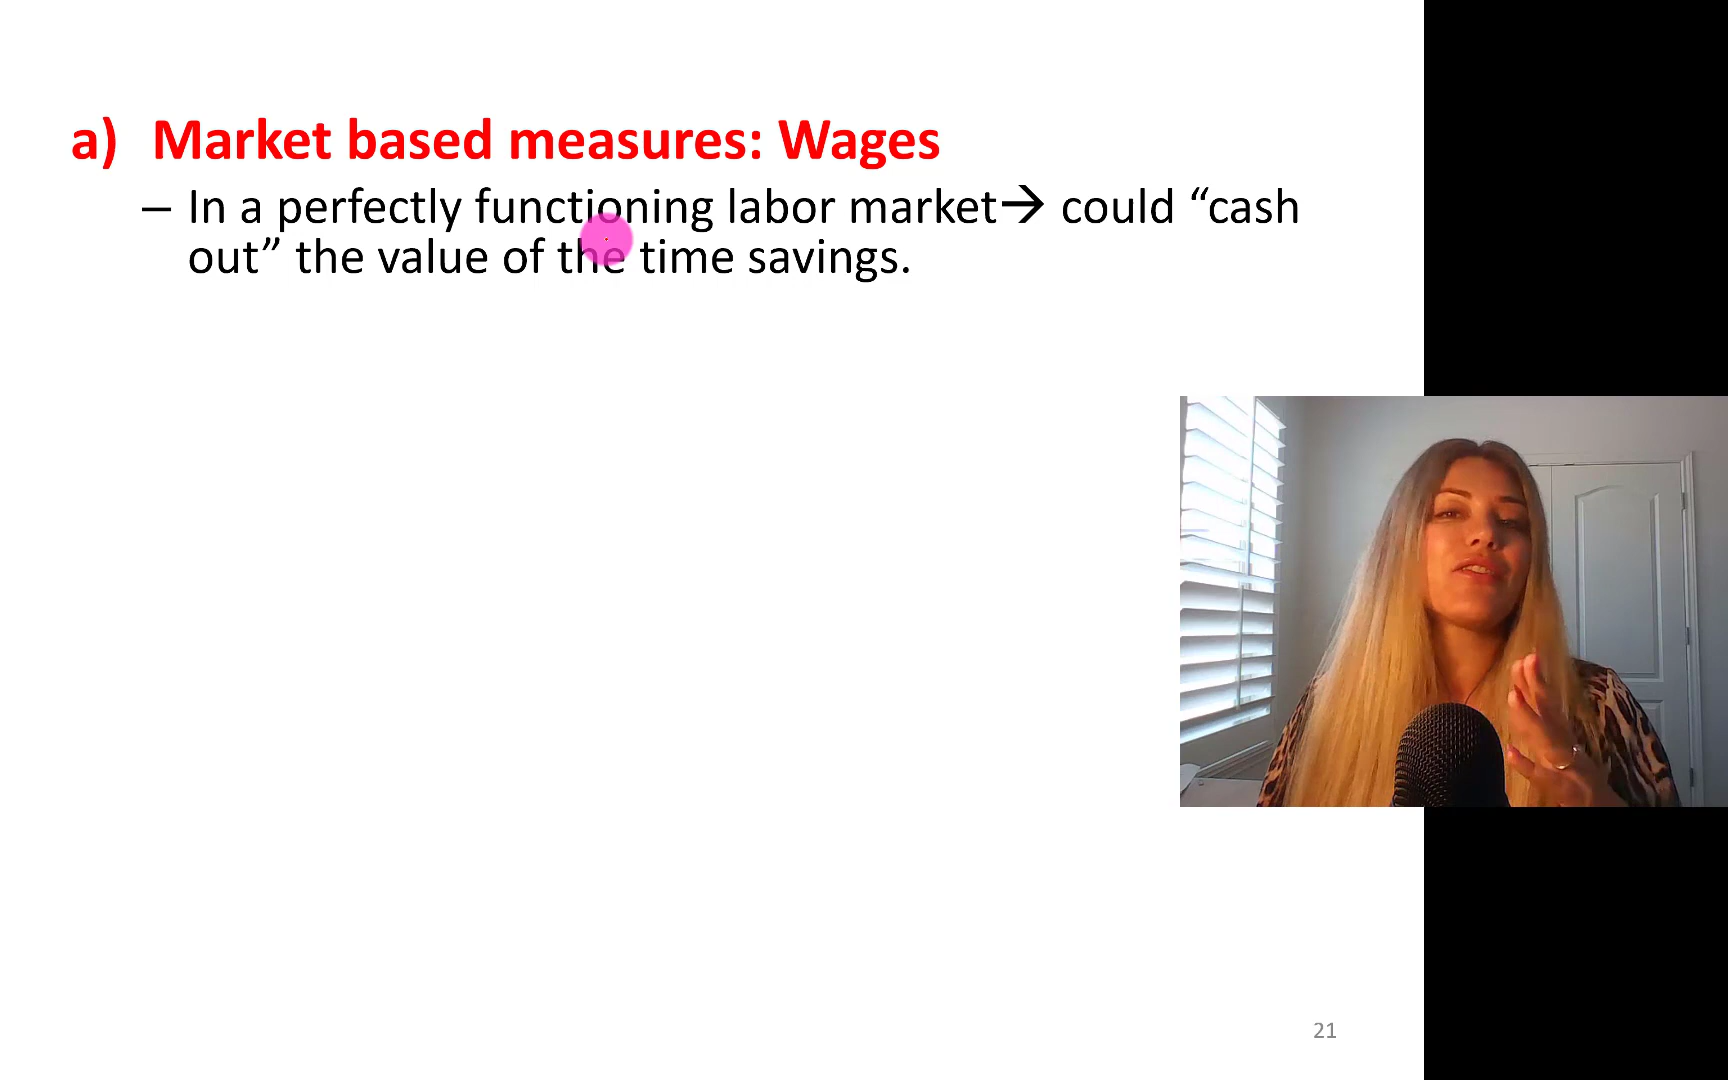 a) Market based measures: Wages
– In a perfectly functioning labor market→ could “cash
out” the value of the time savings.
21